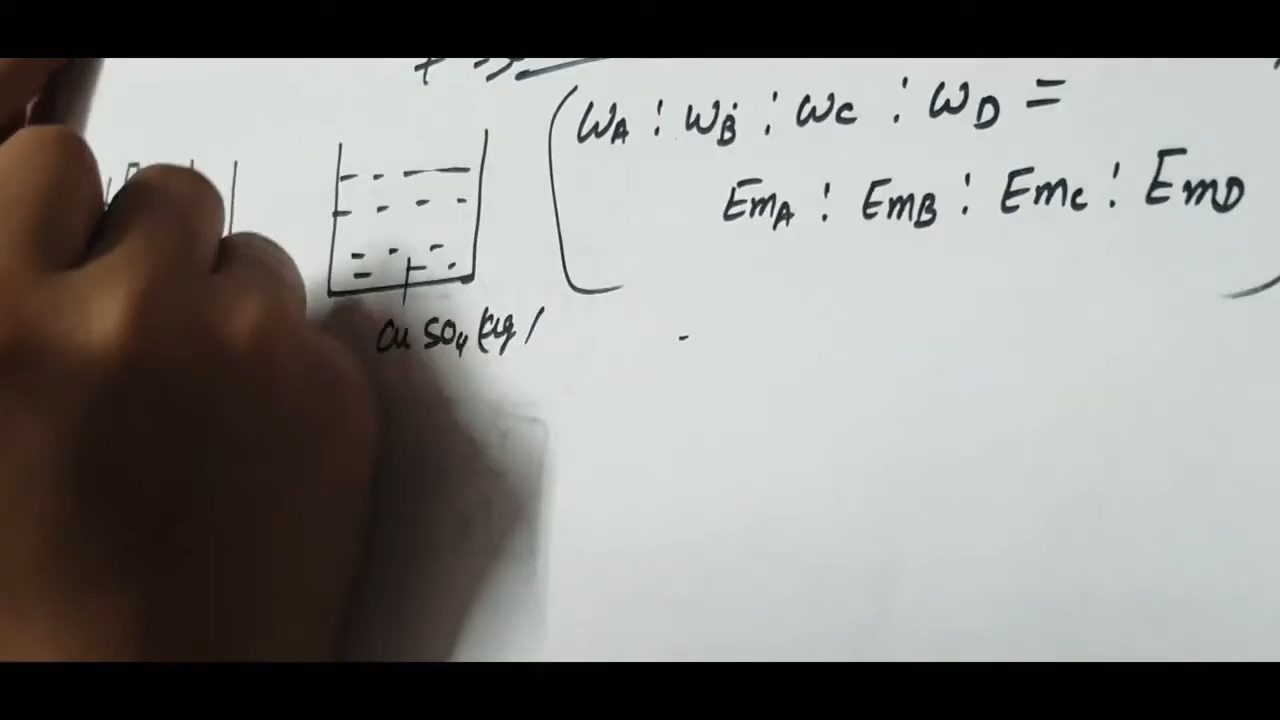 WA : WB : WC : WD =
EmA : EmB : EmC : EmD
CuSO4 (aq)